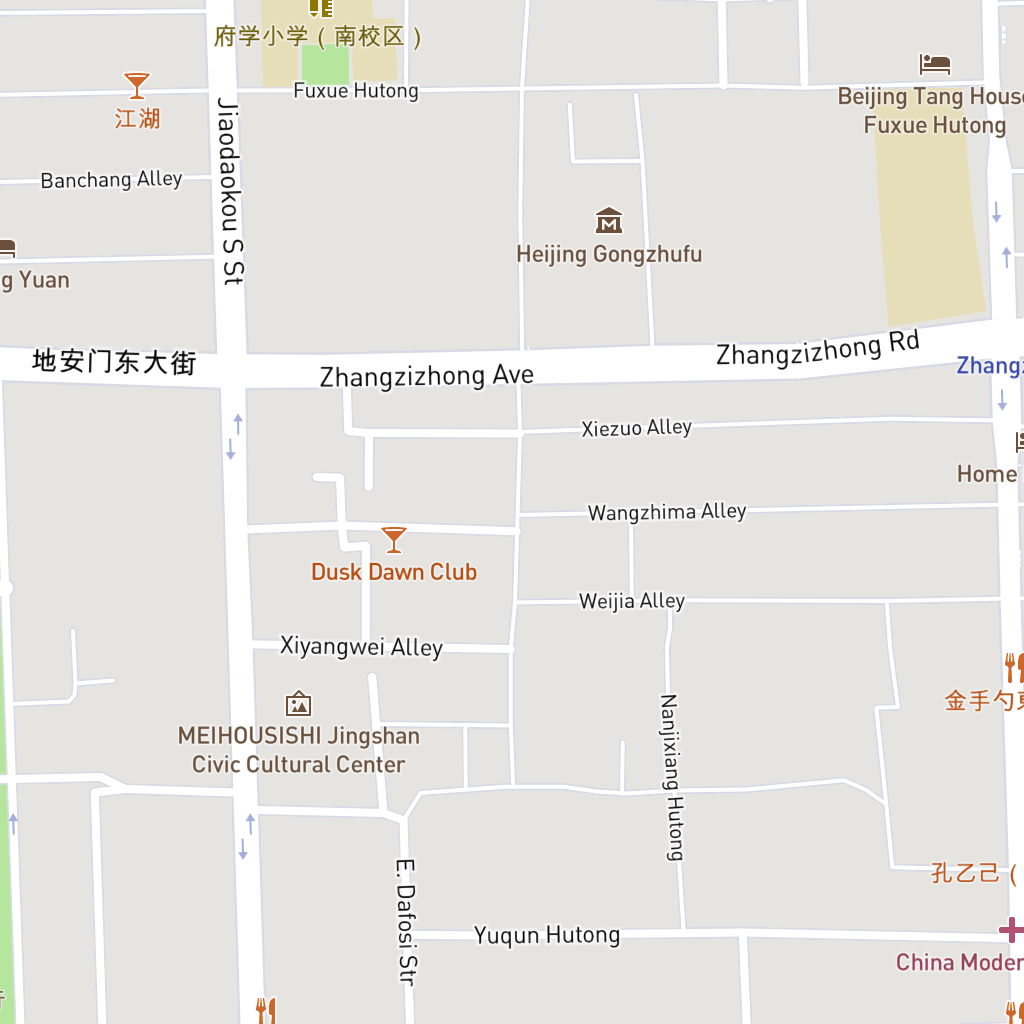 府学小学（南校区）
Fuxue Hutong
Beijing Tang House
Fuxue Hutong
江湖
Jiaodaokou S St
Banchang Alley
Heijing Gongzhufu
g Yuan
地安门东大街
Zhangzizhong Ave
Zhangzizhong Rd
Zhangz
Xiezuo Alley
Home
Wangzhima Alley
Dusk Dawn Club
Weijia Alley
Xiyangwei Alley
MEIHOUSISHI Jingshan
Civic Cultural Center
Nanjixiang Hutong
金手勺
E. Dafosi Str
孔乙己（
Yuqun Hutong
China Moder